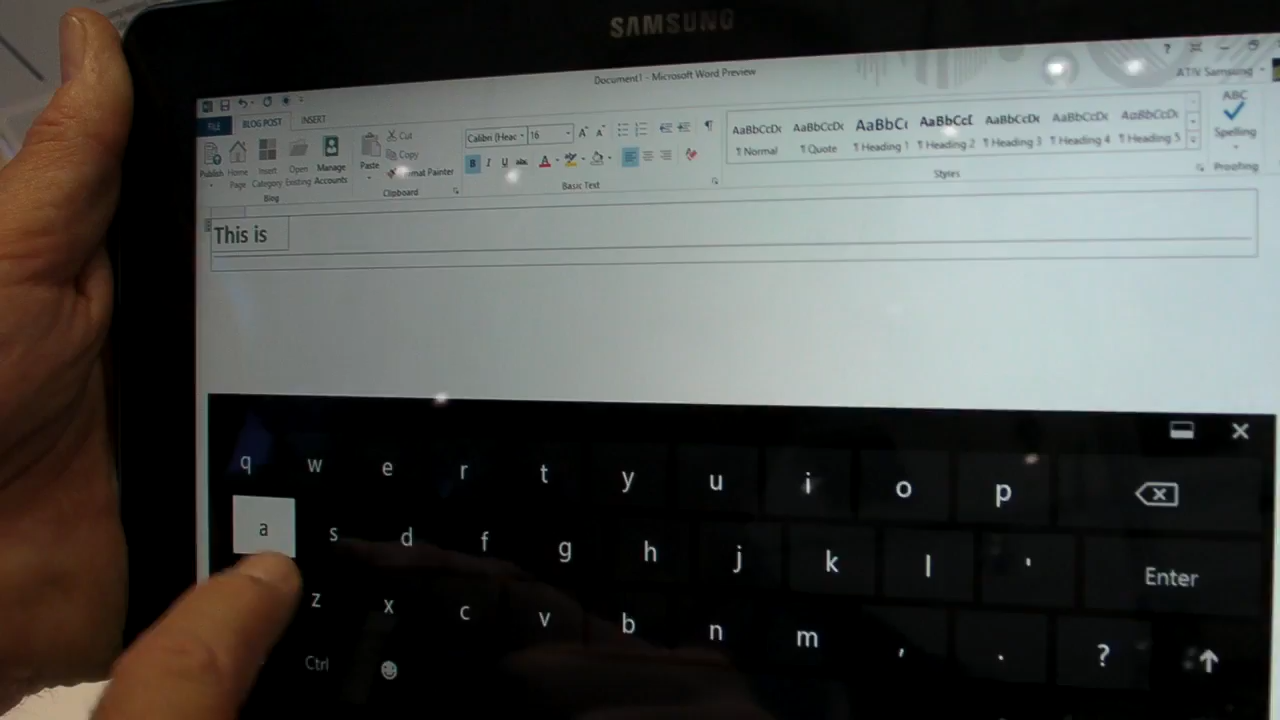 SAMSUNG
Document1 - Microsoft Word Preview
?
ATIV Samsung
FILE
BLOG POST
INSERT
Publish
Home Page
Insert Category
Open Existing
Manage Accounts
Blog
Paste
Cut
Copy
Format Painter
Clipboard
Calibri (Heac
16
B I U abc A
Basic Text
AaBbCcDc AaBbCcDc AaBbC AaBbCcD AaBbCcDc AaBbCcDc AaBbCcDc
¶ Normal ¶ Quote ¶ Heading 1 ¶ Heading 2 ¶ Heading 3 ¶ Heading 4 ¶ Heading 5
Styles
ABC
Spelling
Proofing
This is
q w e r t y u i o p
a s d f g h j k l ' Enter
z x c v b n m , . ?
Ctrl